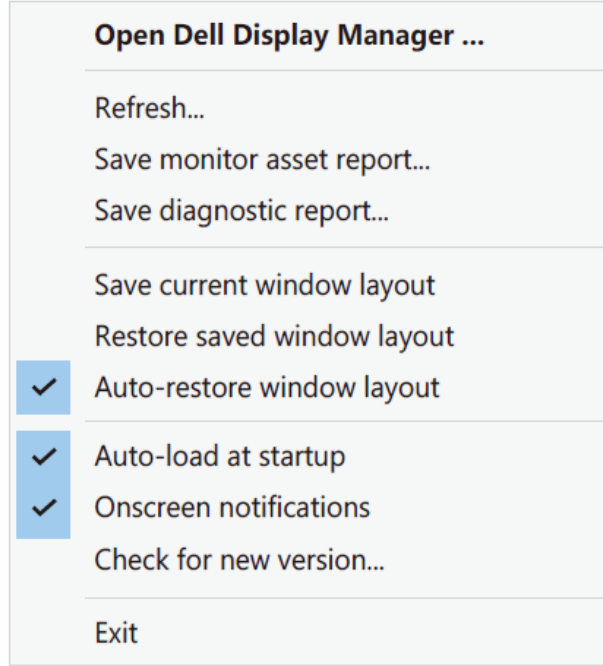 Open Dell Display Manager ...
Refresh...
Save monitor asset report...
Save diagnostic report...
Save current window layout
Restore saved window layout
Auto-restore window layout
Auto-load at startup
Onscreen notifications
Check for new version...
Exit